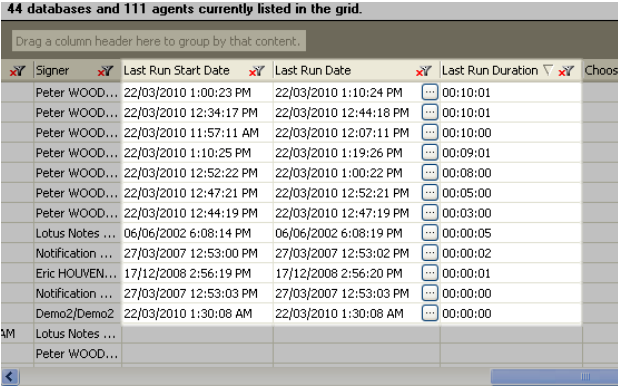 44 databases and 111 agents currently listed in the grid.
Drag a column header here to group by that content.
Signer Last Run Start Date Last Run Date Last Run Duration Choos
Peter WOOD... 22/03/2010 1:00:23 PM 22/03/2010 1:10:24 PM ... 00:10:01
Peter WOOD... 22/03/2010 12:34:17 PM 22/03/2010 12:44:18 PM ... 00:10:01
Peter WOOD... 22/03/2010 11:57:11 AM 22/03/2010 12:07:11 PM ... 00:10:00
Peter WOOD... 22/03/2010 1:10:25 PM 22/03/2010 1:19:26 PM ... 00:09:01
Peter WOOD... 22/03/2010 12:52:22 PM 22/03/2010 1:00:22 PM ... 00:08:00
Peter WOOD... 22/03/2010 12:47:21 PM 22/03/2010 12:52:21 PM ... 00:05:00
Peter WOOD... 22/03/2010 12:44:19 PM 22/03/2010 12:47:19 PM ... 00:03:00
Lotus Notes ... 06/06/2002 6:08:14 PM 06/06/2002 6:08:19 PM ... 00:00:05
Notification ... 27/03/2007 12:53:00 PM 27/03/2007 12:53:02 PM ... 00:00:02
Eric HOUVEN... 17/12/2008 2:56:19 PM 17/12/2008 2:56:20 PM ... 00:00:01
Notification ... 27/03/2007 12:53:03 PM 27/03/2007 12:53:03 PM ... 00:00:00
Demo2/Demo2 22/03/2010 1:30:08 AM 22/03/2010 1:30:08 AM ... 00:00:00
AM Lotus Notes ...
Peter WOOD...